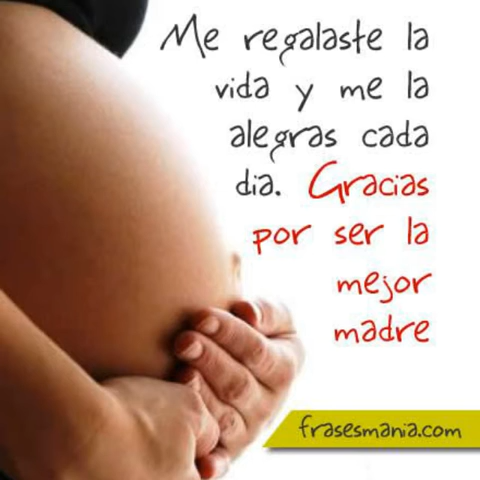 Me regalaste la
vida y me la
alegras cada
dia. Gracias
por ser la
mejor
madre
frasesmania.com